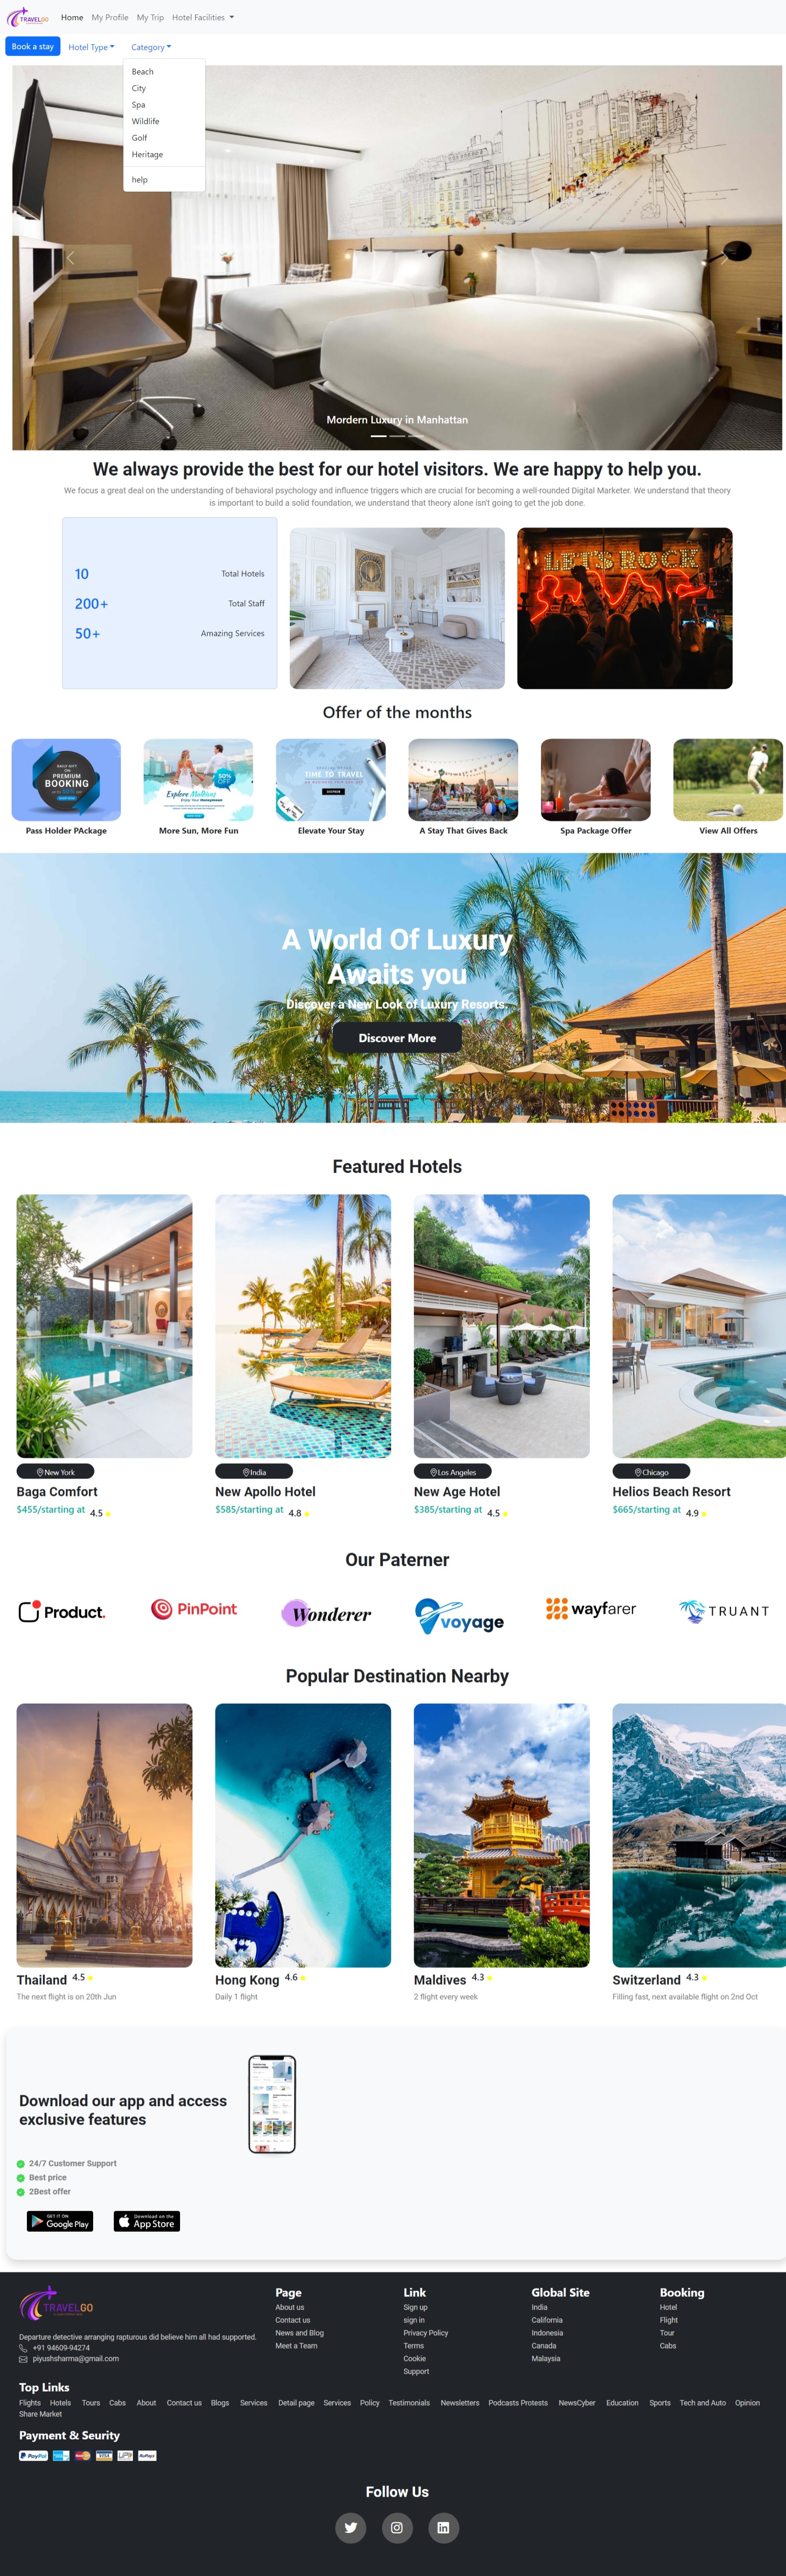 TRAVELGO
Home My Profile My Trip Hotel Facilities
Book a stay Hotel Type Category
Beach
City
Spa
Wildlife
Golf
Heritage
help
Mordern Luxury in Manhattan
We always provide the best for our hotel visitors. We are happy to help you.
We focus a great deal on the understanding of behavioral psychology and influence triggers which are crucial for becoming a well-rounded Digital Marketer. We understand that theory
is important to build a solid foundation, we understand that theory alone isn't going to get the job done.
10 Total Hotels
200+ Total Staff
50+ Amazing Services
LET'S ROCK
Offer of the months
PREMIUM
BOOKING
50% OFF
Explore Maldives
Enjoy Your Honeymoon
TIME TO TRAVEL
Pass Holder PAckage
More Sun, More Fun
Elevate Your Stay
A Stay That Gives Back
Spa Package Offer
View All Offers
A World Of Luxury
Awaits you
Discover a New Look of Luxury Resorts.
Discover More
Featured Hotels
New York
Baga Comfort
$455/starting at 4.5
India
New Apollo Hotel
$585/starting at 4.8
Los Angeles
New Age Hotel
$385/starting at 4.5
Chicago
Helios Beach Resort
$665/starting at 4.9
Our Paterner
Product.
PinPoint
Wonderer
voyage
wayfarer
TRUANT
Popular Destination Nearby
Thailand 4.5
The next flight is on 20th Jun
Hong Kong 4.6
Daily 1 flight
Maldives 4.3
2 flight every week
Switzerland 4.3
Filling fast, next available flight on 2nd Oct
Download our app and access
exclusive features
24/7 Customer Support
Best price
2Best offer
GET IT ON
Google Play
Download on the
App Store
TRAVELGO
Departure detective arranging rapturous did believe him all had supported.
+91 94609-94274
piyushsharma@gmail.com
Page
About us
Contact us
News and Blog
Meet a Team
Link
Sign up
sign in
Privacy Policy
Terms
Cookie
Support
Global Site
India
California
Indonesia
Canada
Malaysia
Booking
Hotel
Flight
Tour
Cabs
Top Links
Flights Hotels Tours Cabs About Contact us Blogs Services Detail page Services Policy Testimonials Newsletters Podcasts Protests NewsCyber Education Sports Tech and Auto Opinion
Share Market
Payment & Seurity
PayPal VISA UPI RuPay
Follow Us